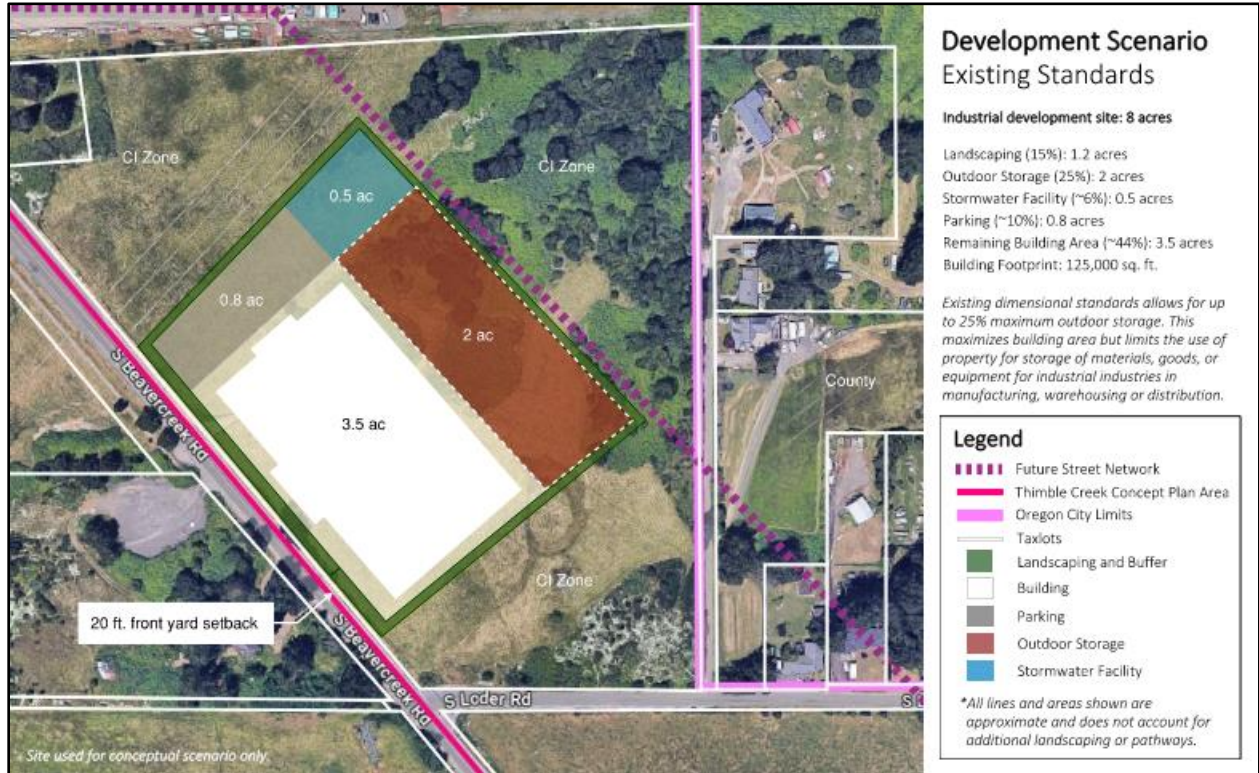 Development Scenario
Existing Standards
Industrial development site: 8 acres
Landscaping (15%): 1.2 acres
Outdoor Storage (25%): 2 acres
Stormwater Facility (~6%): 0.5 acres
Parking (~10%): 0.8 acres
Remaining Building Area (~44%): 3.5 acres
Building Footprint: 125,000 sq. ft.
Existing dimensional standards allows for up
to 25% maximum outdoor storage. This
maximizes building area but limits the use of
property for storage of materials, goods, or
equipment for industrial industries in
manufacturing, warehousing or distribution.
Legend
Future Street Network
Thimble Creek Concept Plan Area
Oregon City Limits
Taxlots
Landscaping and Buffer
Building
Parking
Outdoor Storage
Stormwater Facility
*All lines and areas shown are
approximate and does not account for
additional landscaping or pathways.
CI Zone
CI Zone
0.5 ac
0.8 ac
2 ac
3.5 ac
County
CI Zone
S Beavercreek Rd
20 ft. front yard setback
S Beavercreek Rd
S Loder Rd
Site used for conceptual scenario only.